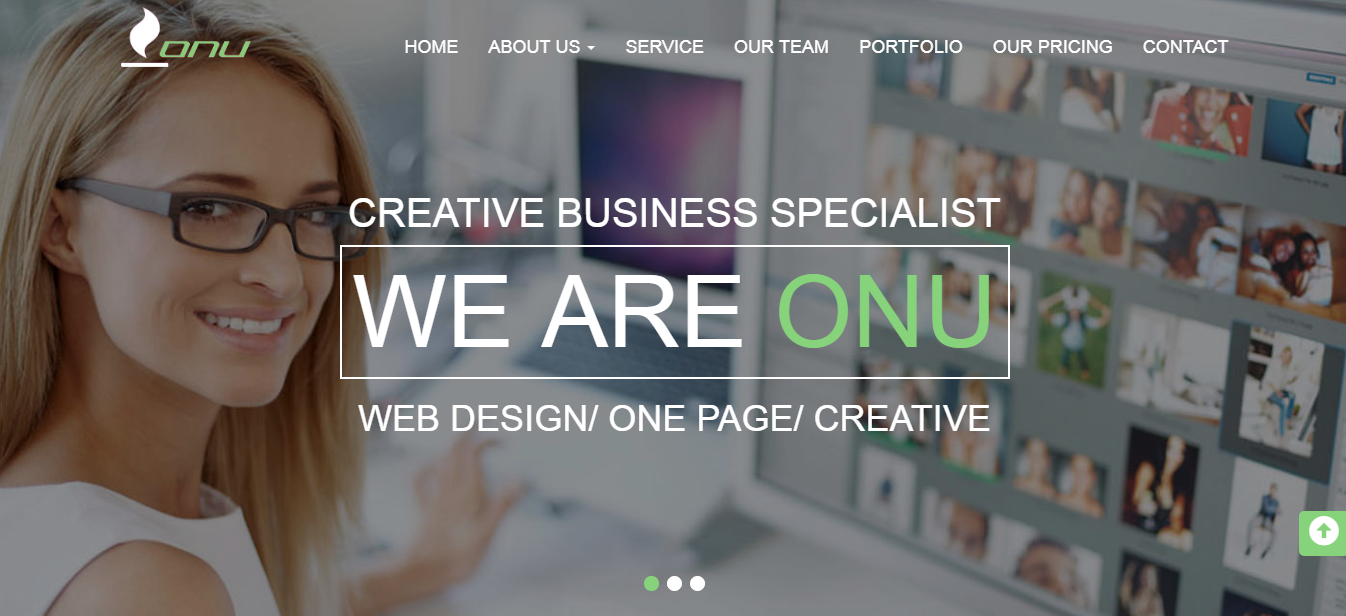 onu
HOME ABOUT US SERVICE OUR TEAM PORTFOLIO OUR PRICING CONTACT
CREATIVE BUSINESS SPECIALIST
WE ARE ONU
WEB DESIGN/ ONE PAGE/ CREATIVE